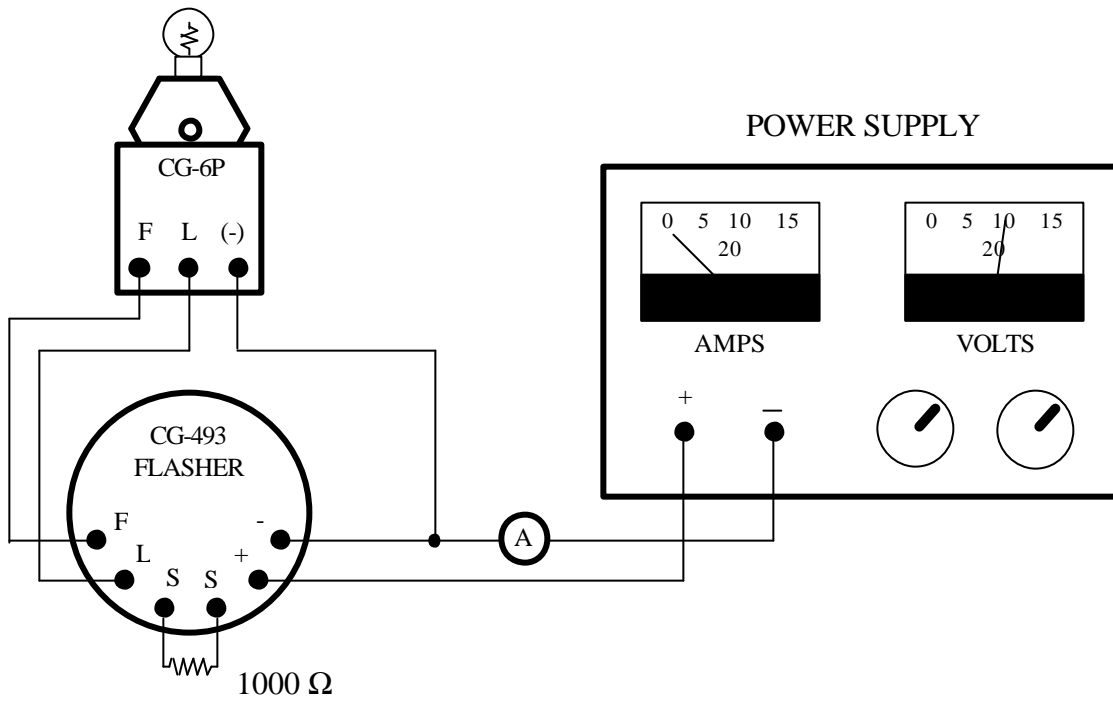 CG-6P
F L (-)
POWER SUPPLY
0 5 10 15
20
AMPS
0 5 10 15
20
VOLTS
+ −
CG-493
FLASHER
F -
L +
S S
A
1000 Ω